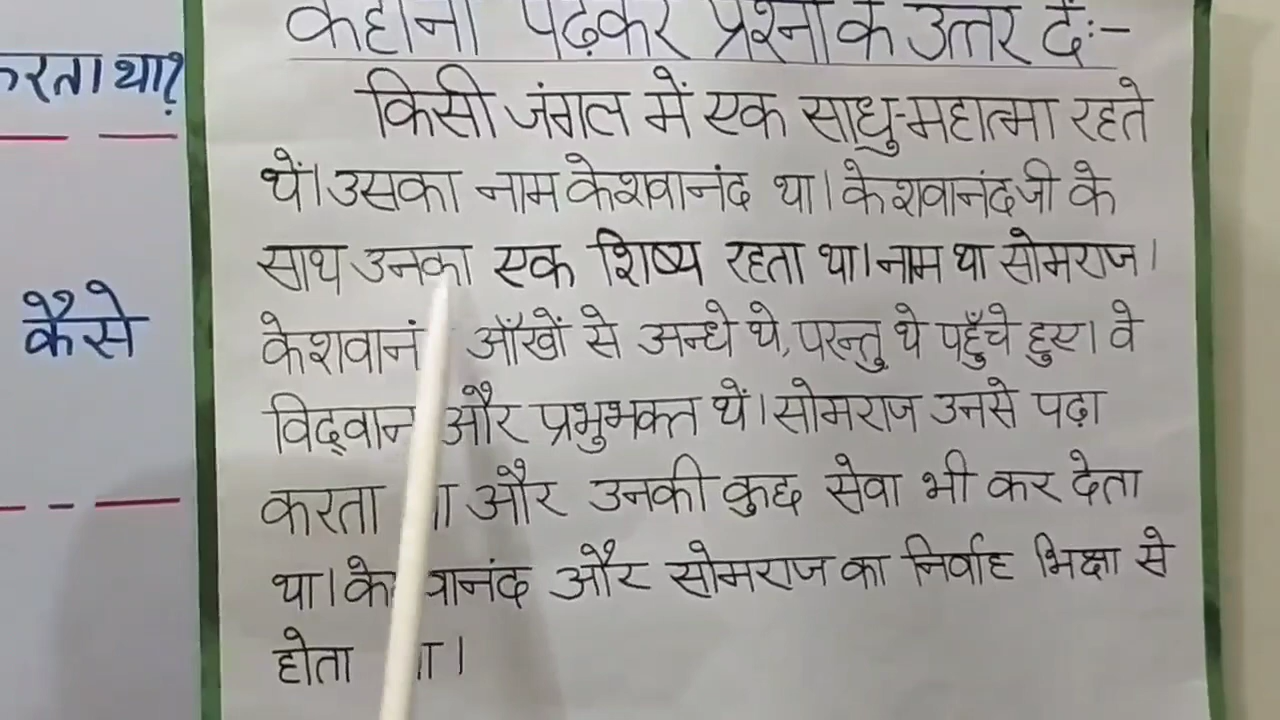 कहानी पढ़कर प्रश्नों के उत्तर दें:-
किसी जंगल में एक साधु-महात्मा रहते
थें। उसका नाम केशवानंद था। केशवानंदजी के
साथ उनका एक शिष्य रहता था। नाम था सोमराज।
केशवानं आँखों से अन्धे थे, परन्तु थे पहुँचे हुए। वे
विद्वान और प्रभुभक्त थें। सोमराज उनसे पढ़ा
करता और उनकी कुछ सेवा भी कर देता
था। के वानंद और सोमराज का निर्वाह भिक्षा से
होता
करता था?
कैसे